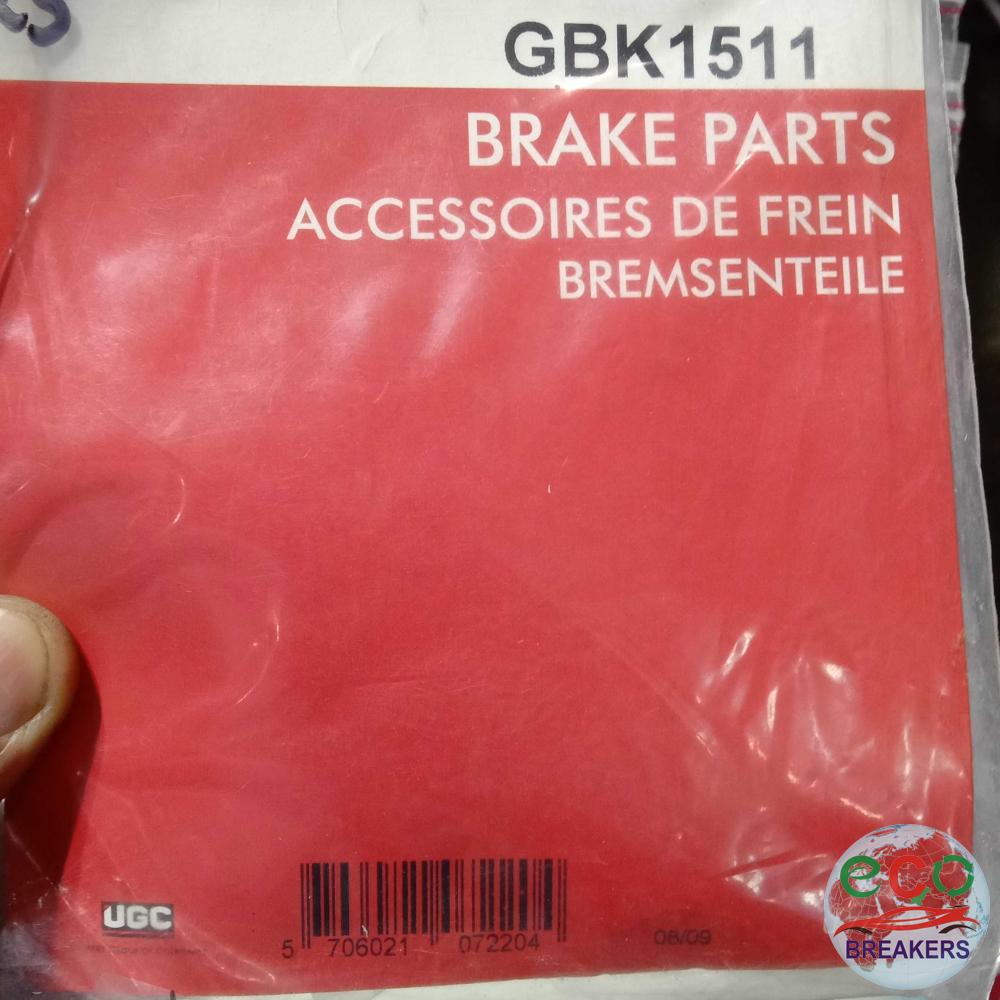 GBK1511
BRAKE PARTS
ACCESSOIRES DE FREIN
BREMSENTEILE
UGC
5 706021 072204
08/09
eco
BREAKERS